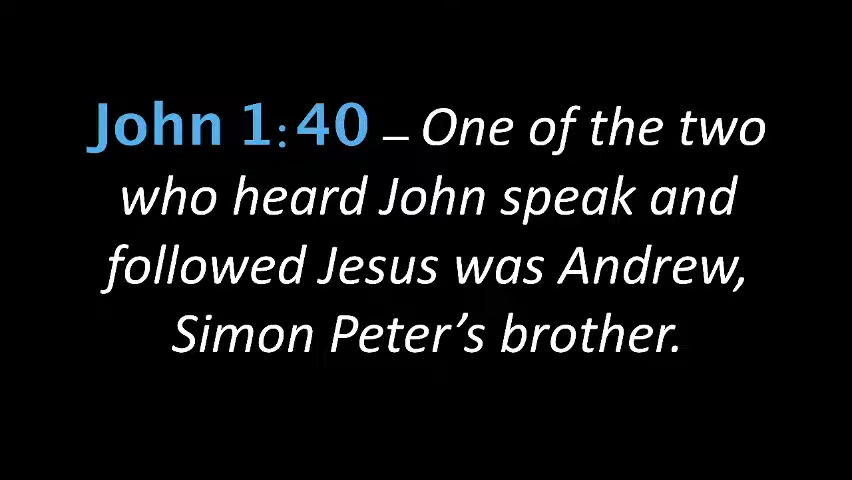 John 1:40 – One of the two
who heard John speak and
followed Jesus was Andrew,
Simon Peter’s brother.